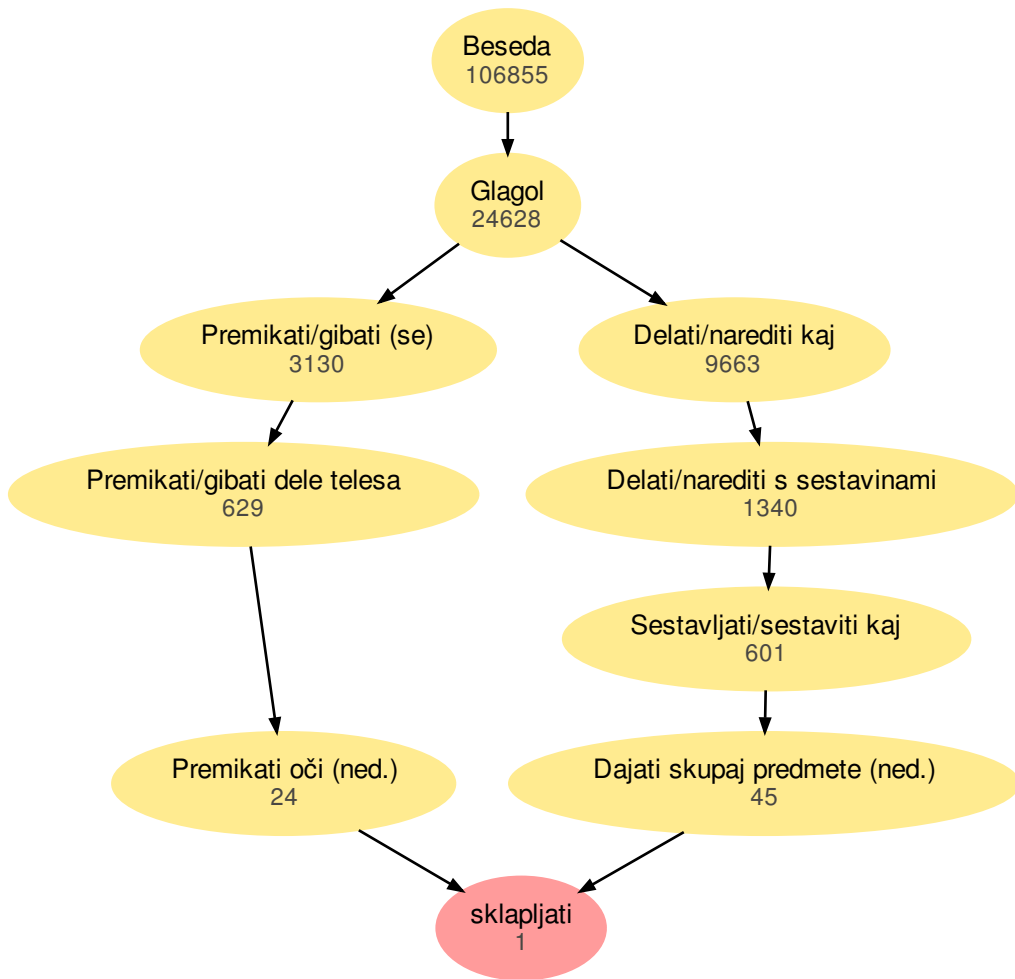 Beseda
106855
Glagol
24628
Premikati/gibati (se)
3130
Delati/narediti kaj
9663
Premikati/gibati dele telesa
629
Delati/narediti s sestavinami
1340
Sestavljati/sestaviti kaj
601
Premikati oči (ned.)
24
Dajati skupaj predmete (ned.)
45
sklapljati
1